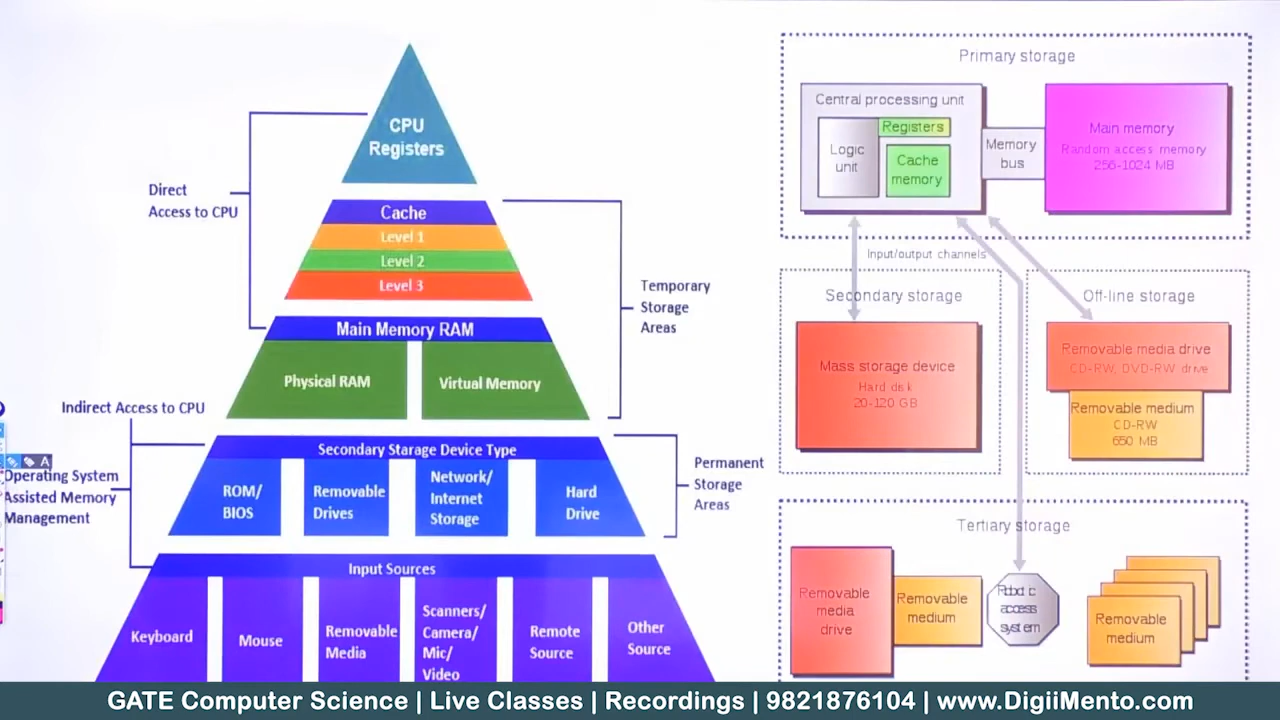 CPU
Registers
Direct
Access to CPU
Cache
Level 1
Level 2
Level 3
Temporary
Storage
Areas
Main Memory RAM
Physical RAM
Virtual Memory
Indirect Access to CPU
Secondary Starage Device Type
ROM/
BIOS
Removable
Drives
Network/
Internet
Storage
Hard
Drive
Permanent
Storage
Areas
A
Operating System
Assisted Memory
Management
Input Sources
Keyboard
Mouse
Removable
Media
Scanners/
Camera/
Mic/
Video
Remote
Source
Other
Source
Primary storage
Central processing unit
Logic
unit
Registers
Cache
memory
Memory
bus
Main memory
Random access memory
256-1024 MB
Input/output channels
Secondary storage
Mass storage device
Hard disk
20-120 GB
Off-line storage
Removable media drive
CD-RW, DVD-RW drive
Removable medium
CD-RW
650 MB
Tertiary storage
Removable
media
drive
Removable
medium
Robotic
access
system
Removable
medium
GATE Computer Science | Live Classes | Recordings | 9821876104 | www.DigiiMento.com